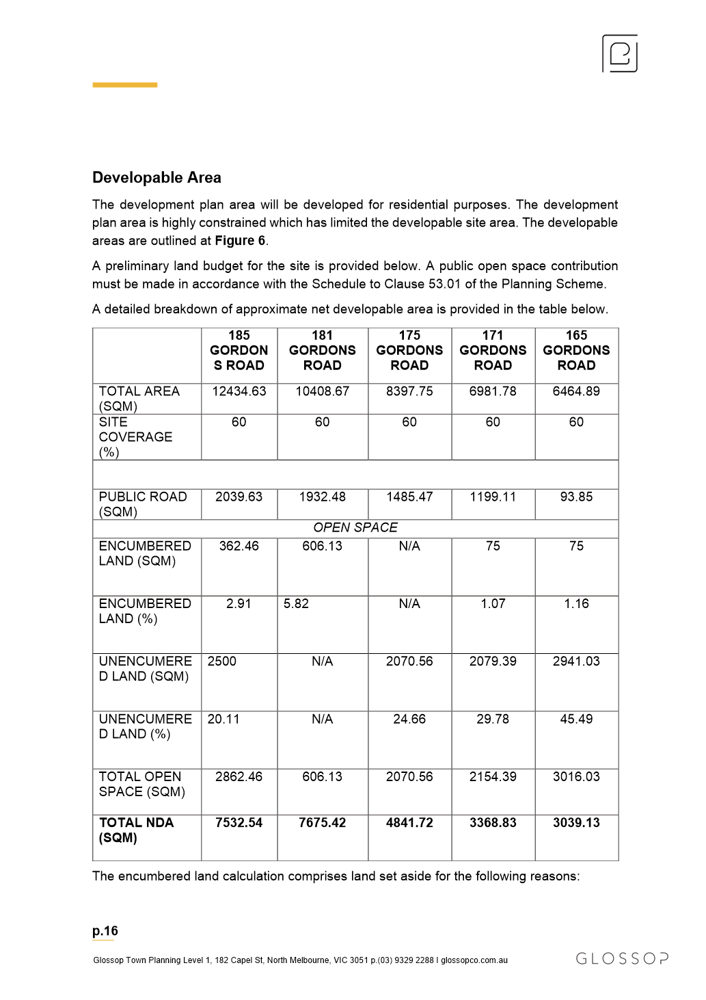 Developable Area
The development plan area will be developed for residential purposes. The development
plan area is highly constrained which has limited the developable site area. The developable
areas are outlined at Figure 6.
A preliminary land budget for the site is provided below. A public open space contribution
must be made in accordance with the Schedule to Clause 53.01 of the Planning Scheme.
A detailed breakdown of approximate net developable area is provided in the table below.
185 181 175 171 165
GORDON GORDONS GORDONS GORDONS GORDONS
S ROAD ROAD ROAD ROAD ROAD
TOTAL AREA 12434.63 10408.67 8397.75 6981.78 6464.89
(SQM)
SITE 60 60 60 60 60
COVERAGE
(%)
PUBLIC ROAD 2039.63 1932.48 1485.47 1199.11 93.85
(SQM)
OPEN SPACE
ENCUMBERED 362.46 606.13 N/A 75 75
LAND (SQM)
ENCUMBERED 2.91 5.82 N/A 1.07 1.16
LAND (%)
UNENCUMERE 2500 N/A 2070.56 2079.39 2941.03
D LAND (SQM)
UNENCUMERE 20.11 N/A 24.66 29.78 45.49
D LAND (%)
TOTAL OPEN 2862.46 606.13 2070.56 2154.39 3016.03
SPACE (SQM)
TOTAL NDA 7532.54 7675.42 4841.72 3368.83 3039.13
(SQM)
The encumbered land calculation comprises land set aside for the following reasons:
p.16
Glossop Town Planning Level 1, 182 Capel St, North Melbourne, VIC 3051 p.(03) 9329 2288 I glossopco.com.au
GLOSSOP